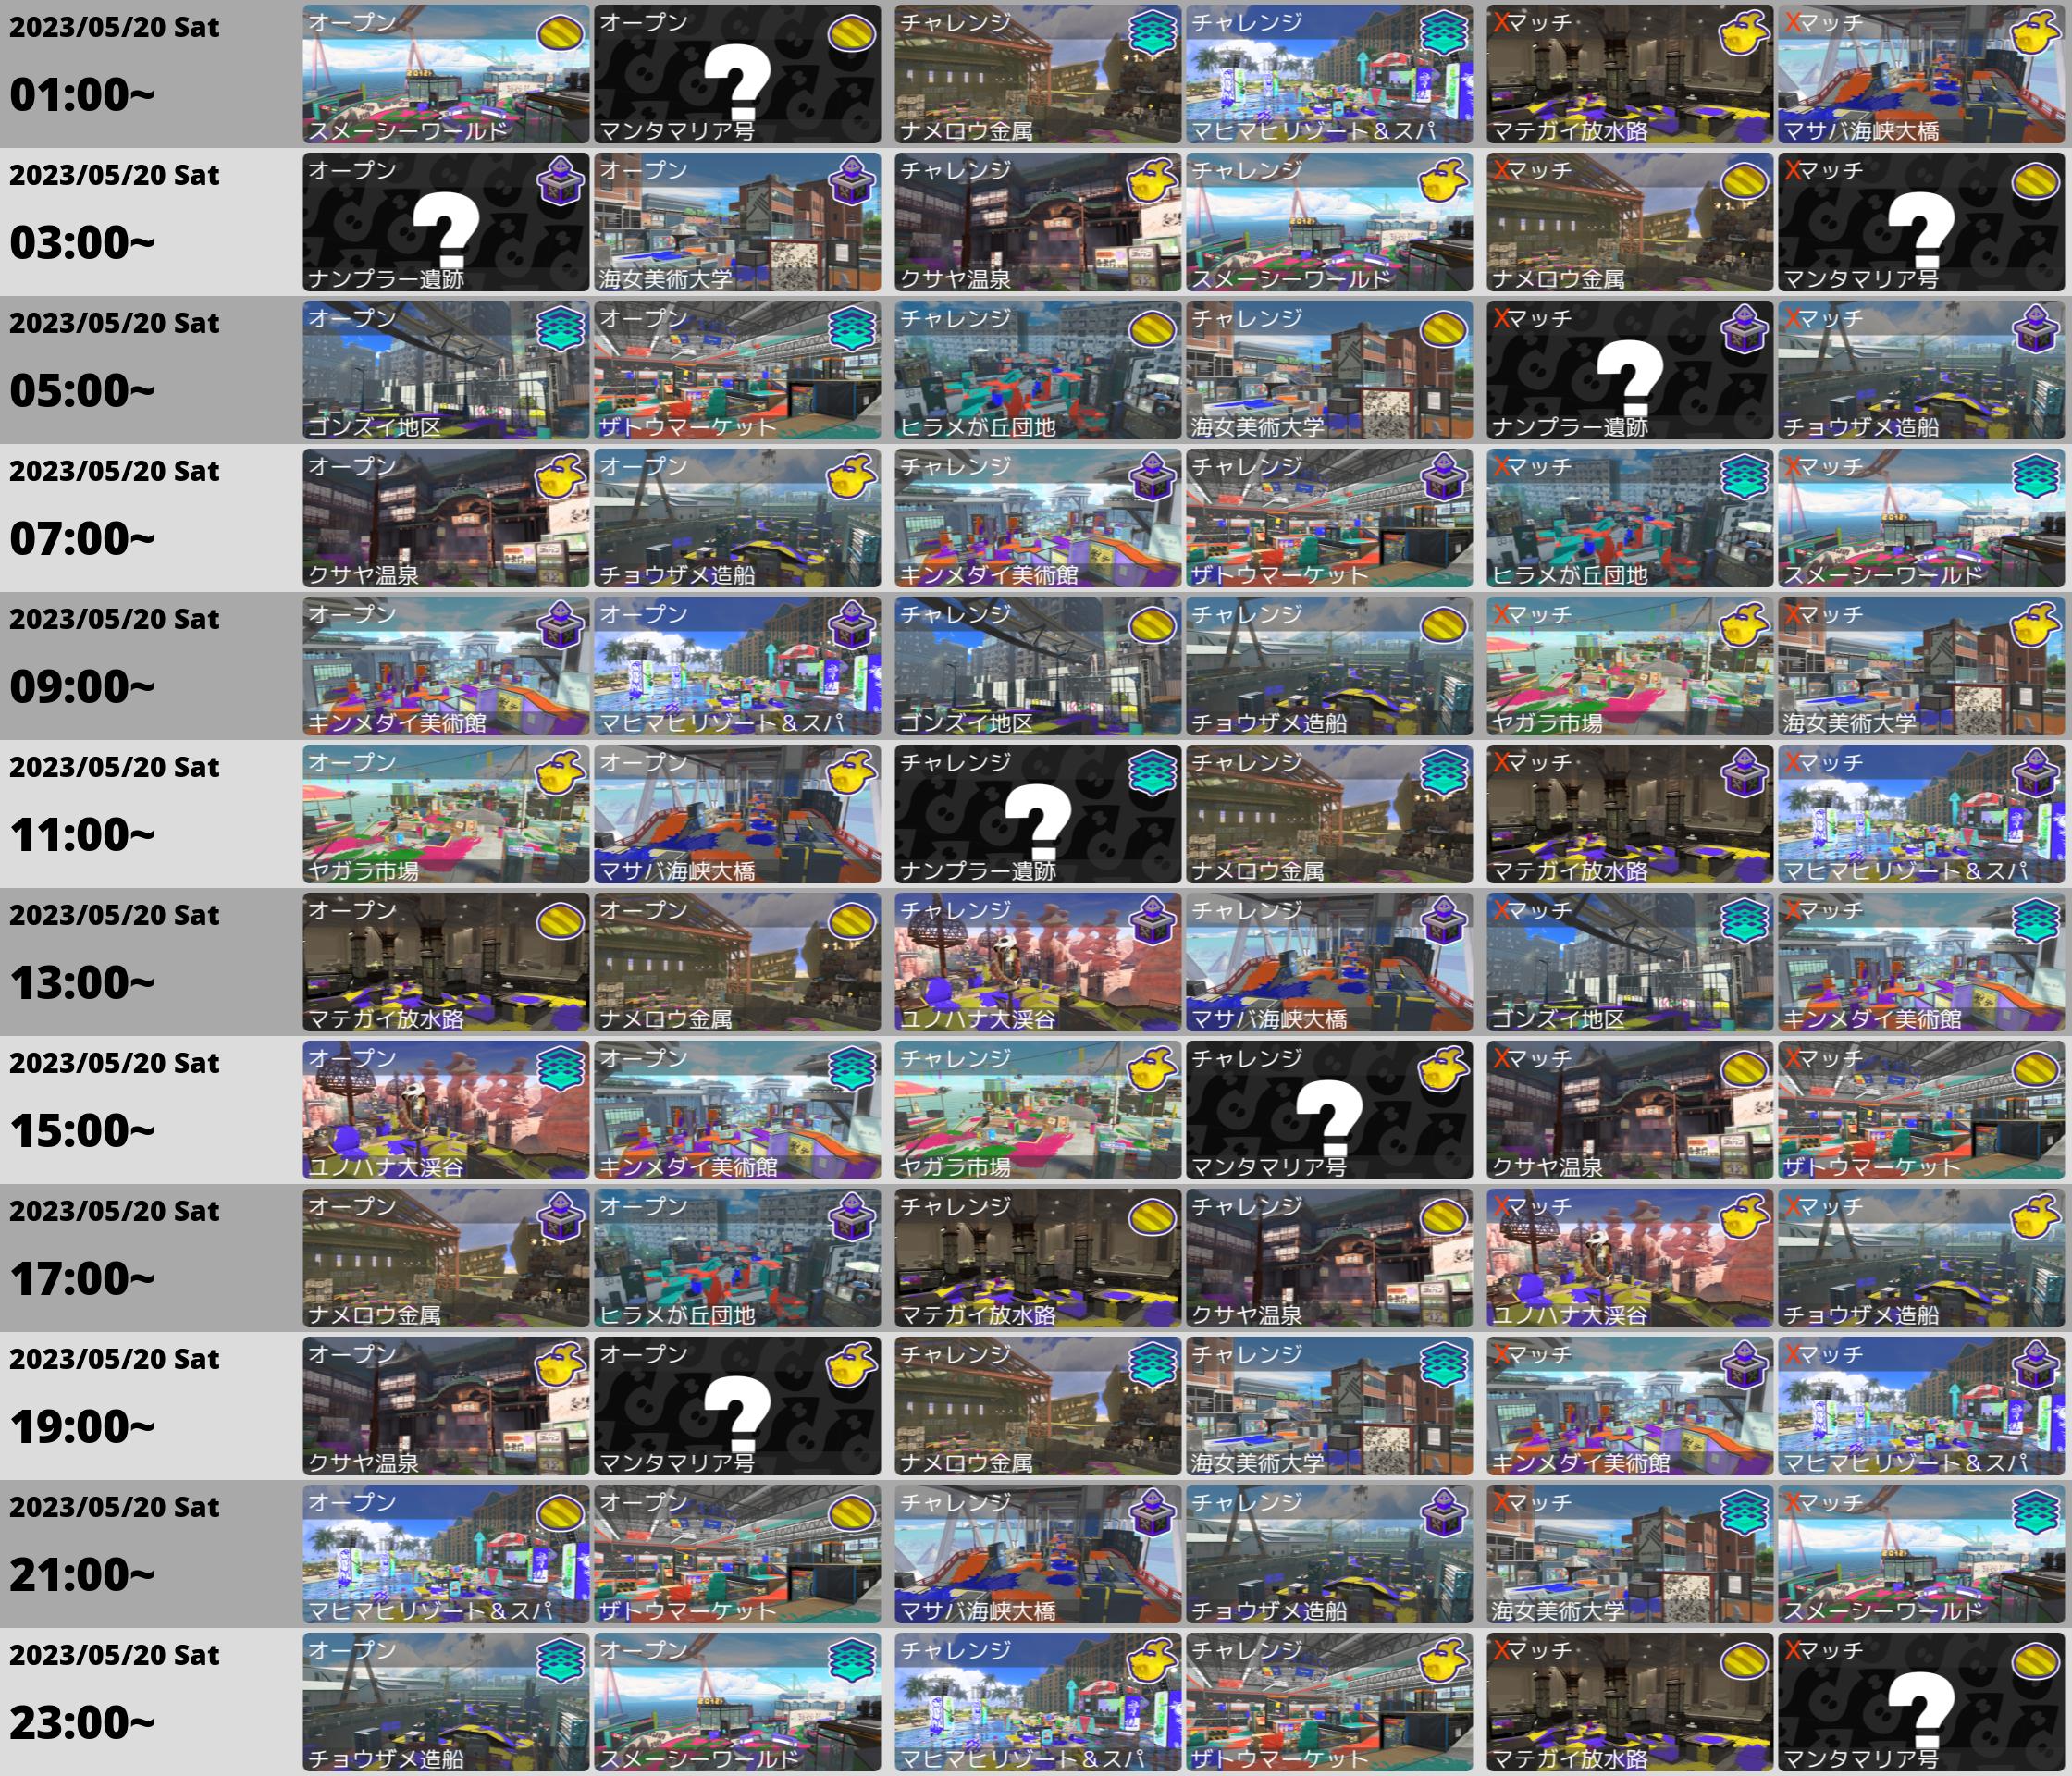 2023/05/20 Sat
01:00~
オープン オープン チャレンジ チャレンジ Xマッチ Xマッチ
スメーシーワールド マンタマリア号 ナメロウ金属 マヒマヒリゾート＆スパ マテガイ放水路 マサバ海峡大橋
2023/05/20 Sat
03:00~
オープン オープン チャレンジ チャレンジ Xマッチ Xマッチ
ナンプラー遺跡 海女美術大学 クサヤ温泉 スメーシーワールド ナメロウ金属 マンタマリア号
2023/05/20 Sat
05:00~
オープン オープン チャレンジ チャレンジ Xマッチ Xマッチ
ゴンズイ地区 ザトウマーケット ヒラメが丘団地 海女美術大学 ナンプラー遺跡 チョウザメ造船
2023/05/20 Sat
07:00~
オープン オープン チャレンジ チャレンジ Xマッチ Xマッチ
クサヤ温泉 チョウザメ造船 キンメダイ美術館 ザトウマーケット ヒラメが丘団地 スメーシーワールド
2023/05/20 Sat
09:00~
オープン オープン チャレンジ チャレンジ Xマッチ Xマッチ
キンメダイ美術館 マヒマヒリゾート＆スパ ゴンズイ地区 チョウザメ造船 ヤガラ市場 海女美術大学
2023/05/20 Sat
11:00~
オープン オープン チャレンジ チャレンジ Xマッチ Xマッチ
ヤガラ市場 マサバ海峡大橋 ナンプラー遺跡 ナメロウ金属 マテガイ放水路 マヒマヒリゾート＆スパ
2023/05/20 Sat
13:00~
オープン オープン チャレンジ チャレンジ Xマッチ Xマッチ
マテガイ放水路 ナメロウ金属 ユノハナ大渓谷 マサバ海峡大橋 ゴンズイ地区 キンメダイ美術館
2023/05/20 Sat
15:00~
オープン オープン チャレンジ チャレンジ Xマッチ Xマッチ
ユノハナ大渓谷 キンメダイ美術館 ヤガラ市場 マンタマリア号 クサヤ温泉 ザトウマーケット
2023/05/20 Sat
17:00~
オープン オープン チャレンジ チャレンジ Xマッチ Xマッチ
ナメロウ金属 ヒラメが丘団地 マテガイ放水路 クサヤ温泉 ユノハナ大渓谷 チョウザメ造船
2023/05/20 Sat
19:00~
オープン オープン チャレンジ チャレンジ Xマッチ Xマッチ
クサヤ温泉 マンタマリア号 ナメロウ金属 海女美術大学 キンメダイ美術館 マヒマヒリゾート＆スパ
2023/05/20 Sat
21:00~
オープン オープン チャレンジ チャレンジ Xマッチ Xマッチ
マヒマヒリゾート＆スパ ザトウマーケット マサバ海峡大橋 チョウザメ造船 海女美術大学 スメーシーワールド
2023/05/20 Sat
23:00~
オープン オープン チャレンジ チャレンジ Xマッチ Xマッチ
チョウザメ造船 スメーシーワールド マヒマヒリゾート＆スパ ザトウマーケット マテガイ放水路 マンタマリア号